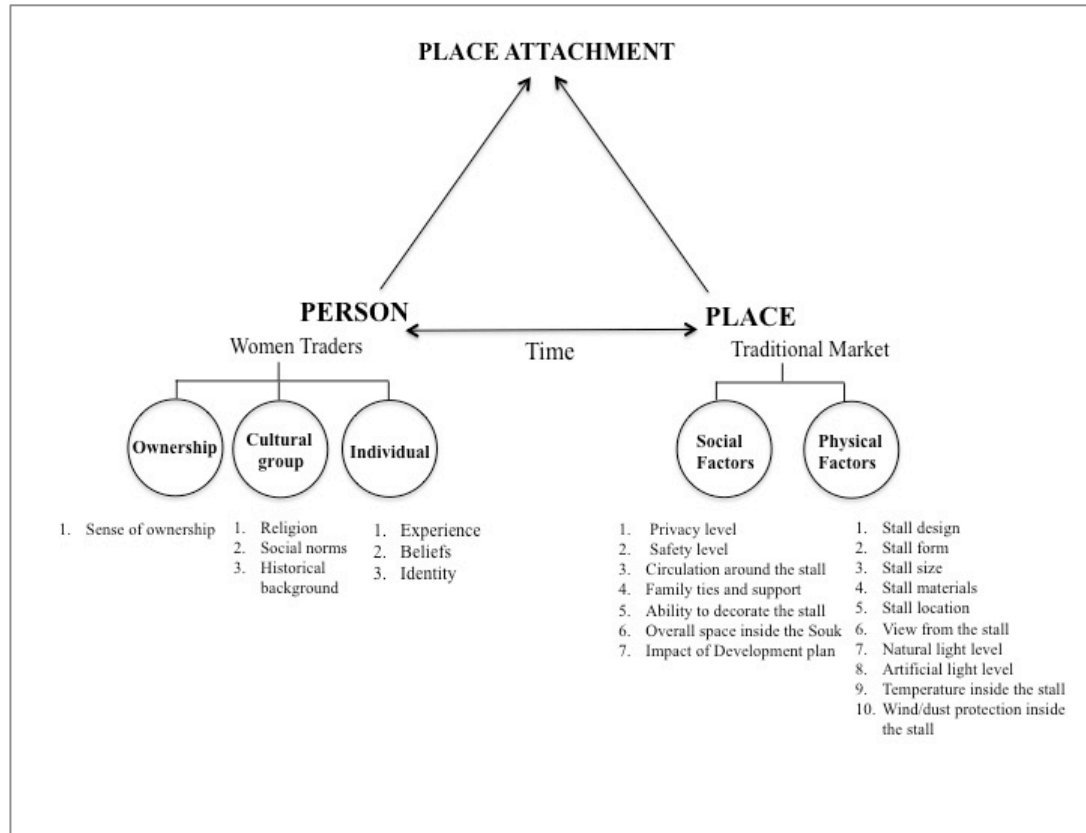 PLACE ATTACHMENT
PERSON
Women Traders
Time
PLACE
Traditional Market
Ownership
Cultural
group
Individual
Social
Factors
Physical
Factors
1. Sense of ownership
1. Religion
2. Social norms
3. Historical
background
1. Experience
2. Beliefs
3. Identity
1. Privacy level
2. Safety level
3. Circulation around the stall
4. Family ties and support
5. Ability to decorate the stall
6. Overall space inside the Souk
7. Impact of Development plan
1. Stall design
2. Stall form
3. Stall size
4. Stall materials
5. Stall location
6. View from the stall
7. Natural light level
8. Artificial light level
9. Temperature inside the stall
10. Wind/dust protection inside
the stall